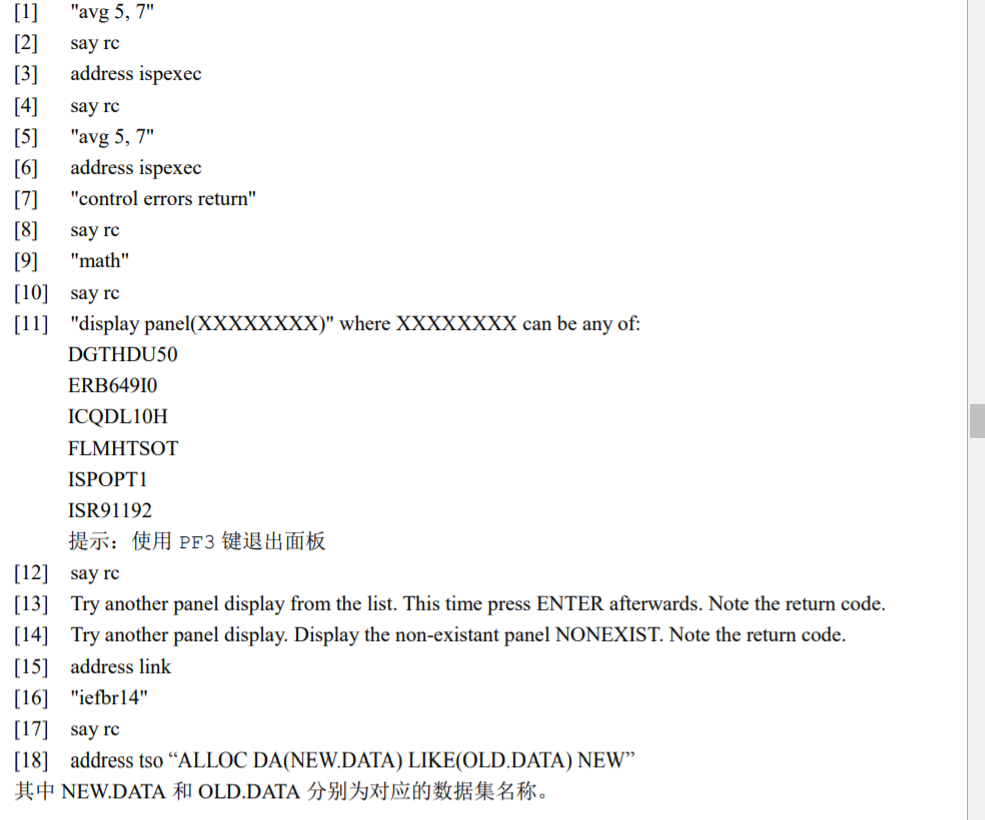 [1] "avg 5, 7"
[2] say rc
[3] address ispexec
[4] say rc
[5] "avg 5, 7"
[6] address ispexec
[7] "control errors return"
[8] say rc
[9] "math"
[10] say rc
[11] "display panel(XXXXXXXX)" where XXXXXXXX can be any of:
DGTHDU50
ERB649I0
ICQDL10H
FLMHTSOT
ISPOPT1
ISR91192
提示：使用 PF3 键退出面板
[12] say rc
[13] Try another panel display from the list. This time press ENTER afterwards. Note the return code.
[14] Try another panel display. Display the non-existant panel NONEXIST. Note the return code.
[15] address link
[16] "iefbr14"
[17] say rc
[18] address tso “ALLOC DA(NEW.DATA) LIKE(OLD.DATA) NEW”
其中 NEW.DATA 和 OLD.DATA 分别为对应的数据集名称。